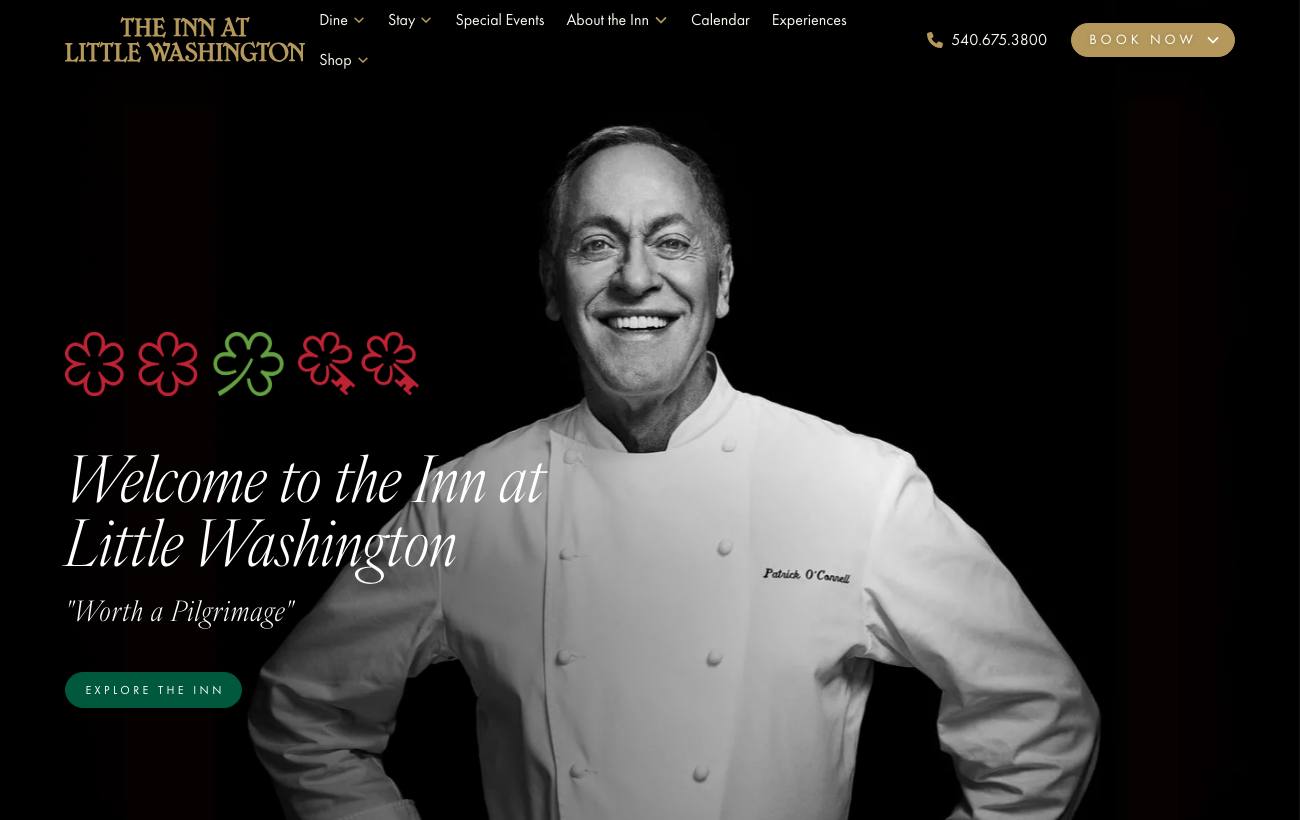 THE INN AT
LITTLE WASHINGTON
Dine
Stay
Special Events
About the Inn
Calendar
Experiences
Shop
540.675.3800
BOOK NOW
Welcome to the Inn at
Little Washington
"Worth a Pilgrimage"
EXPLORE THE INN
Patrick O'Connell